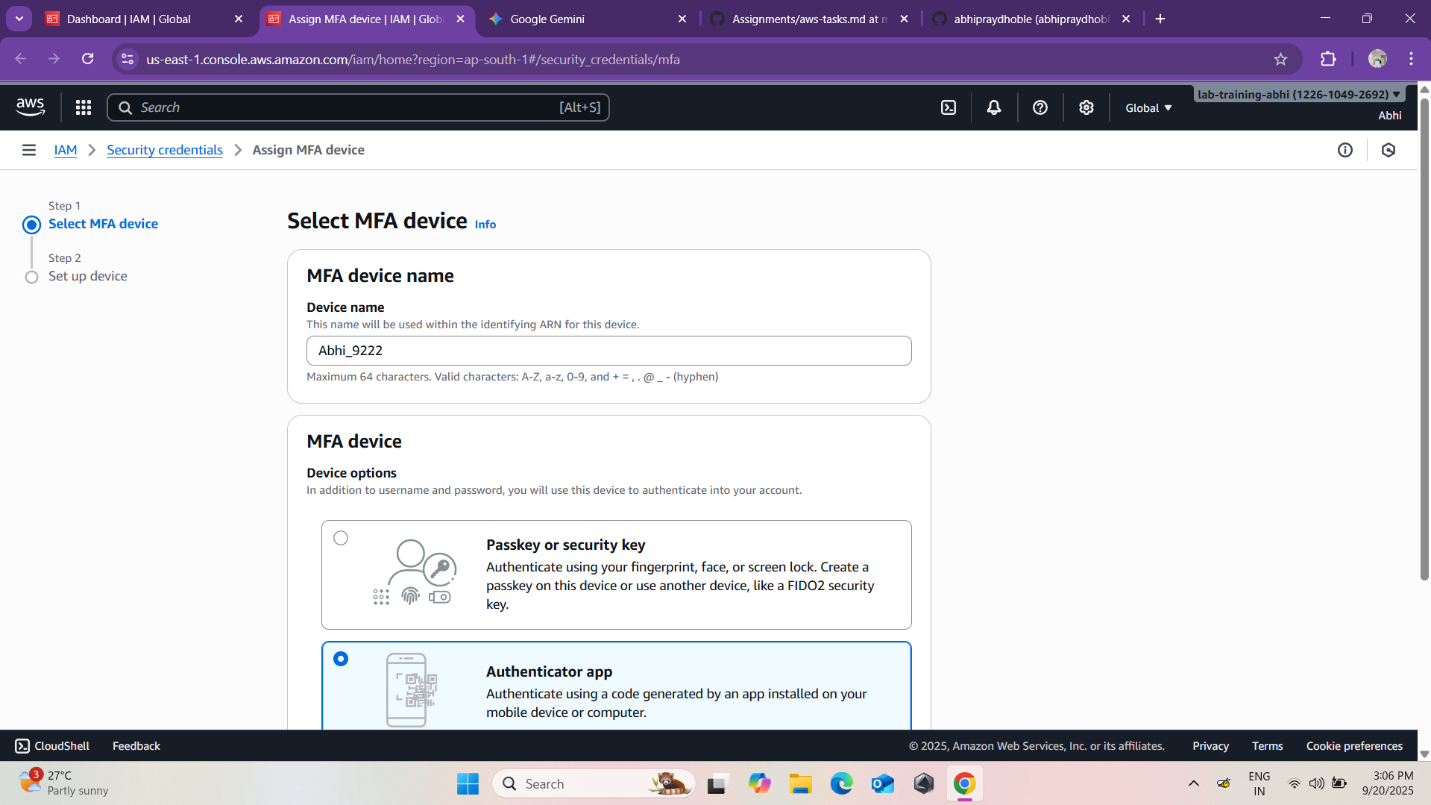 Dashboard | IAM | Global
Assign MFA device | IAM | Glob
Google Gemini
Assignments/aws-tasks.md at m
abhipraydhoble (abhipraydhobl
us-east-1.console.aws.amazon.com/iam/home?region=ap-south-1#/security_credentials/mfa
aws
Search
[Alt+S]
Global
lab-training-abhi (1226-1049-2692)
Abhi
IAM
Security credentials
Assign MFA device
Step 1
Select MFA device
Step 2
Set up device
Select MFA device Info
MFA device name
Device name
This name will be used within the identifying ARN for this device.
Abhi_9222
Maximum 64 characters. Valid characters: A-Z, a-z, 0-9, and + = , . @ _ - (hyphen)
MFA device
Device options
In addition to username and password, you will use this device to authenticate into your account.
Passkey or security key
Authenticate using your fingerprint, face, or screen lock. Create a
passkey on this device or use another device, like a FIDO2 security
key.
Authenticator app
Authenticate using a code generated by an app installed on your
mobile device or computer.
CloudShell
Feedback
© 2025, Amazon Web Services, Inc. or its affiliates.
Privacy
Terms
Cookie preferences
3
27°C
Partly sunny
Search
ENG
IN
3:06 PM
9/20/2025